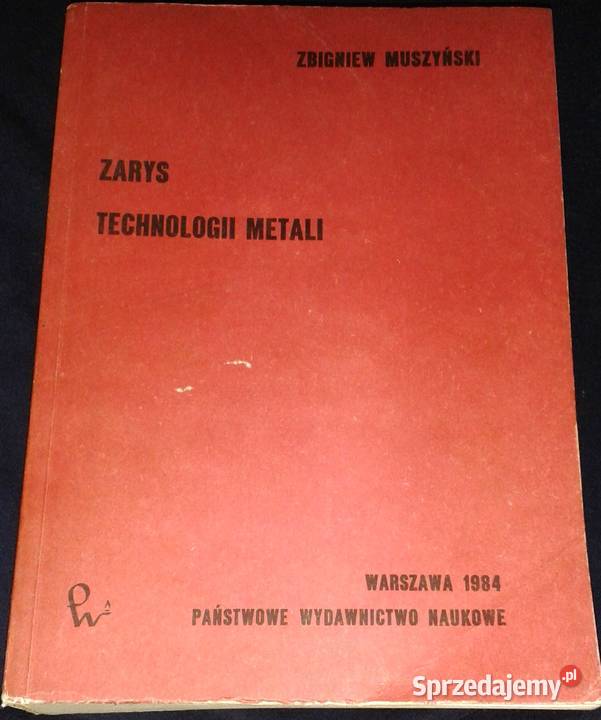 ZBIGNIEW MUSZYŃSKI
ZARYS
TECHNOLOGII METALI
WARSZAWA 1984
PAŃSTWOWE WYDAWNICTWO NAUKOWE
Sprzedajemy.pl